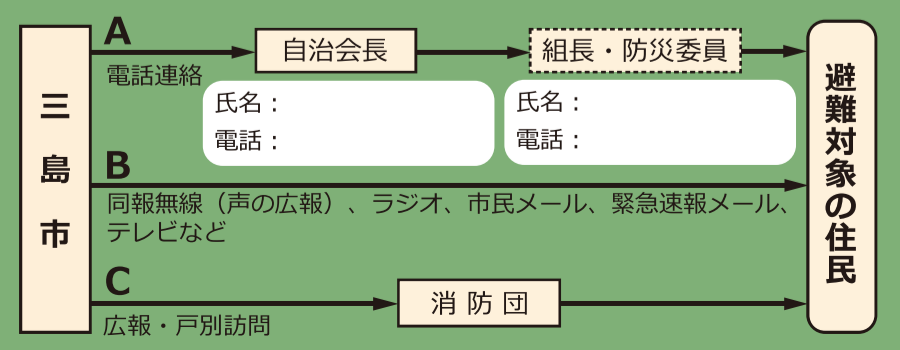 三島市
A
電話連絡
自治会長
組長・防災委員
氏名：
電話：
氏名：
電話：
B
同報無線（声の広報）、ラジオ、市民メール、緊急速報メール、
テレビなど
C
広報・戸別訪問
消防団
避難対象の住民